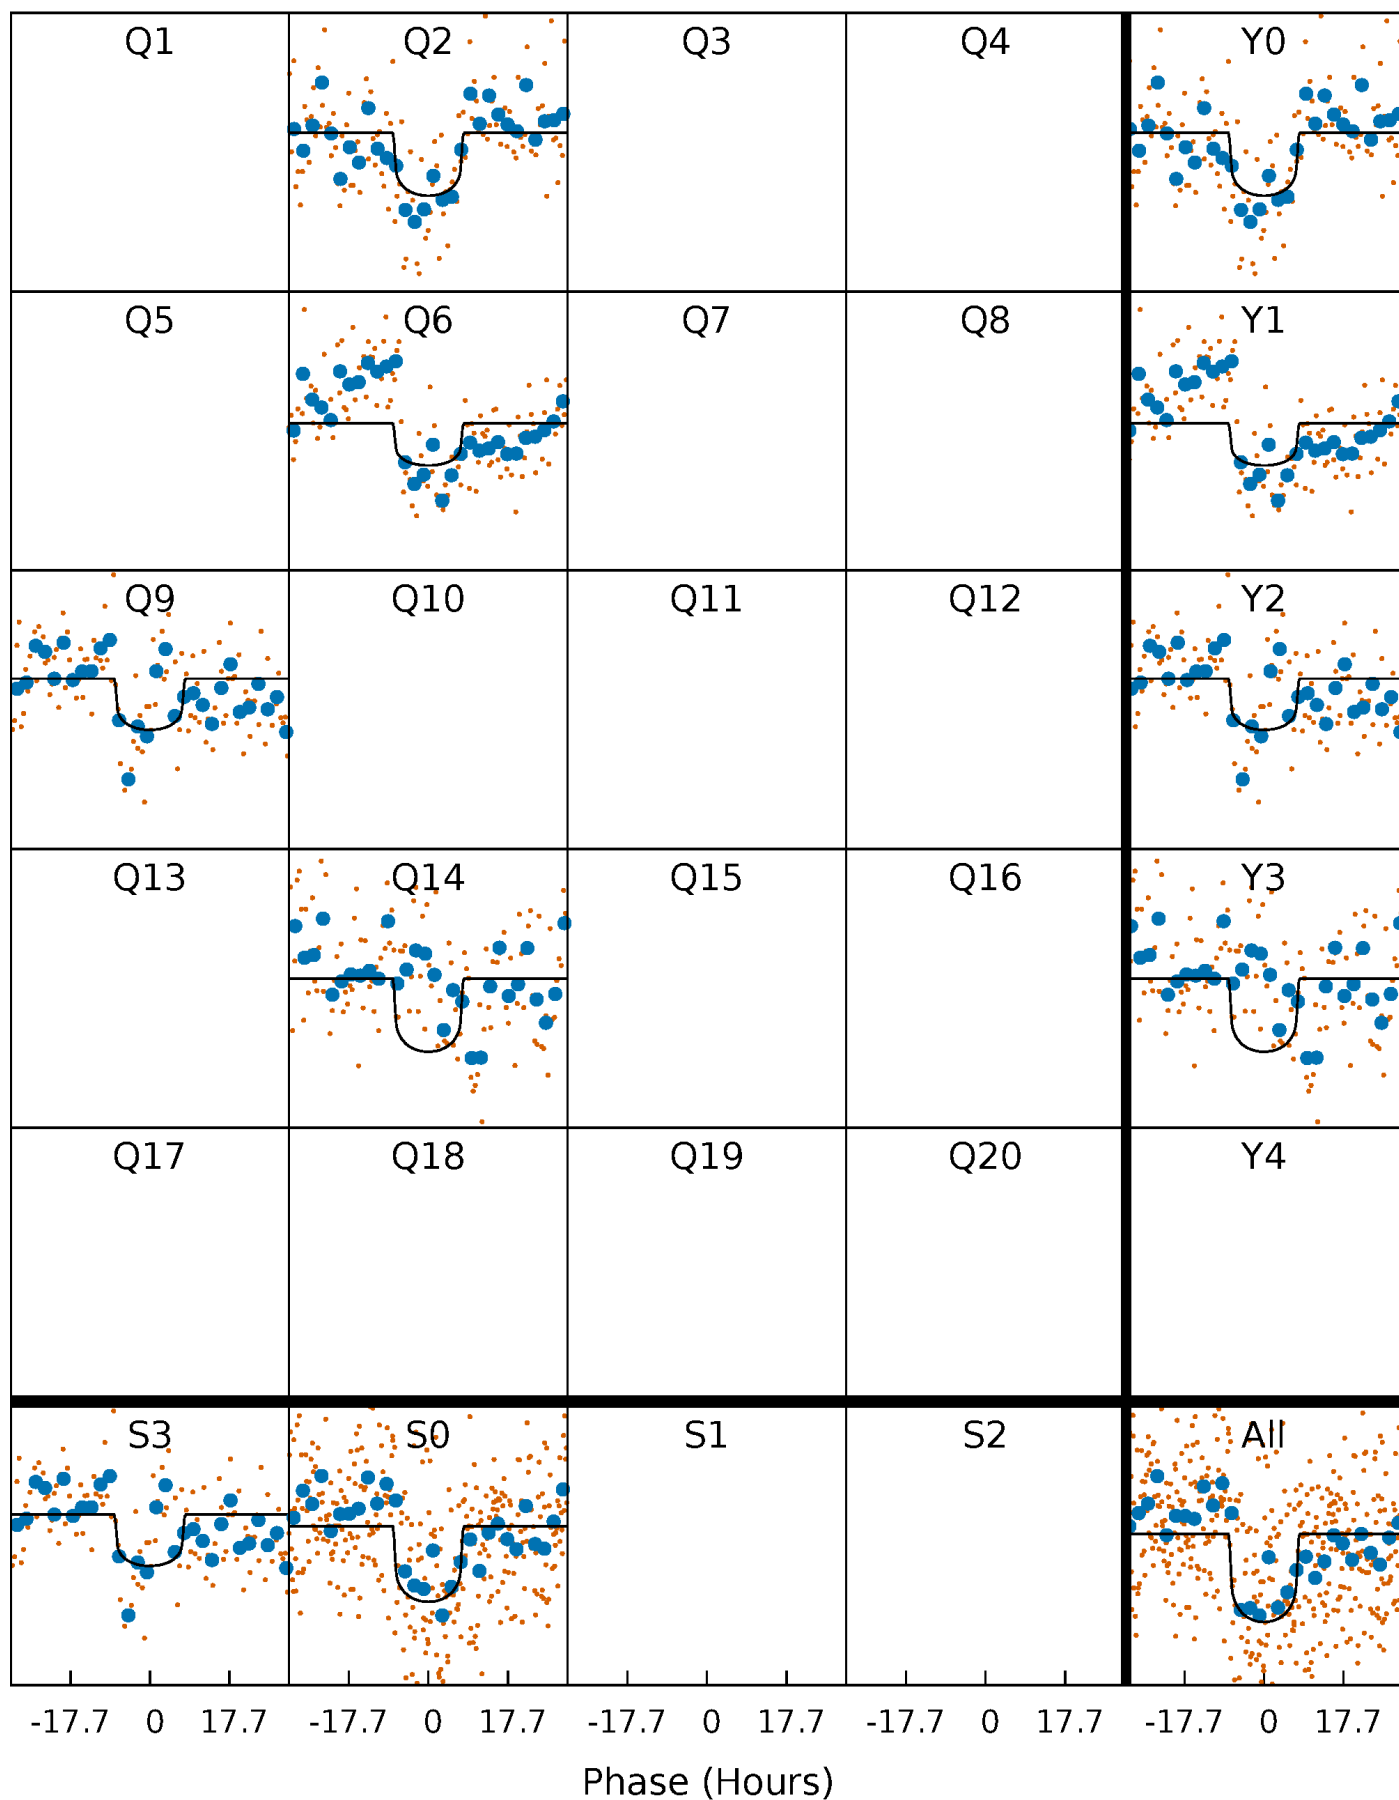 Q1 Q2 Q3 Q4 Y0
Q5 Q6 Q7 Q8 Y1
Q9 Q10 Q11 Q12 Y2
Q13 Q14 Q15 Q16 Y3
Q17 Q18 Q19 Q20 Y4
S3 S0 S1 S2 All
-17.7 0 17.7 -17.7 0 17.7 -17.7 0 17.7 -17.7 0 17.7 -17.7 0 17.7
Phase (Hours)